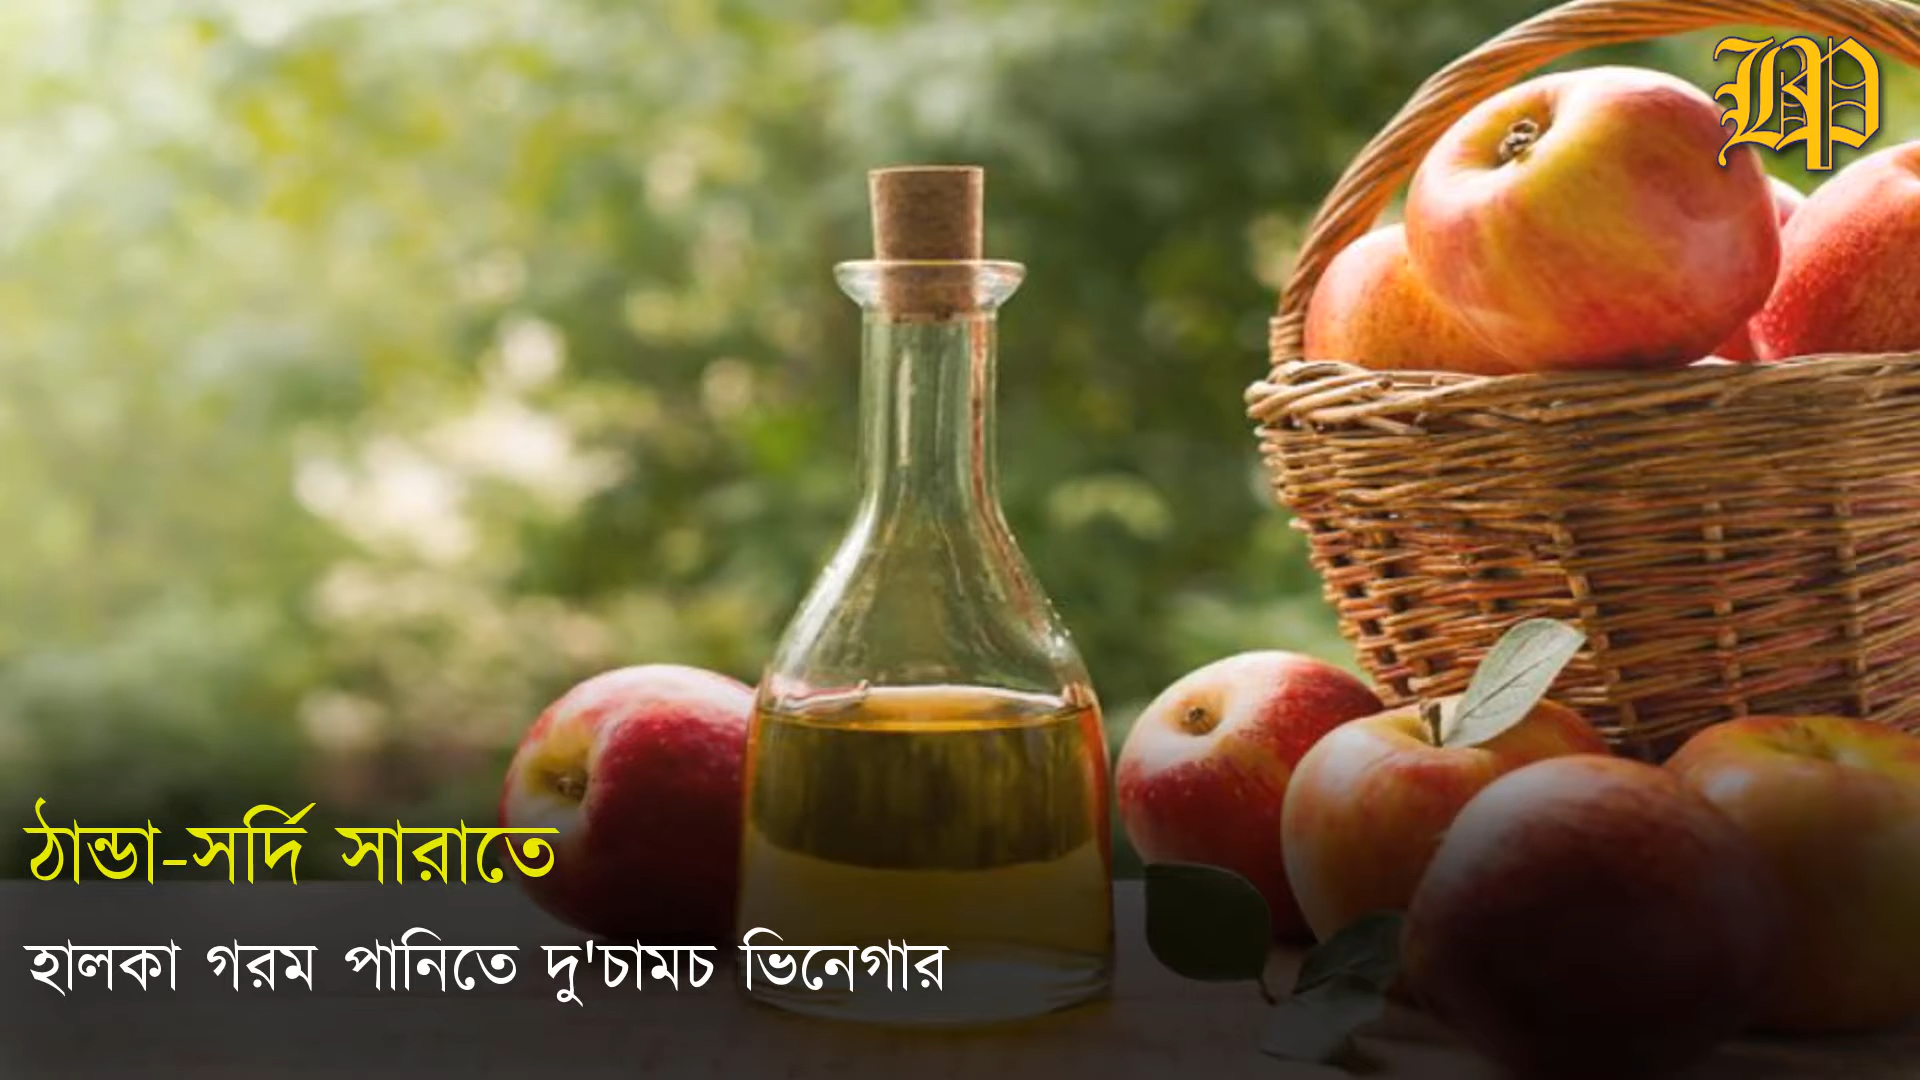 ঠান্ডা-সর্দি সারাতে
হালকা গরম পানিতে দু'চামচ ভিনেগার